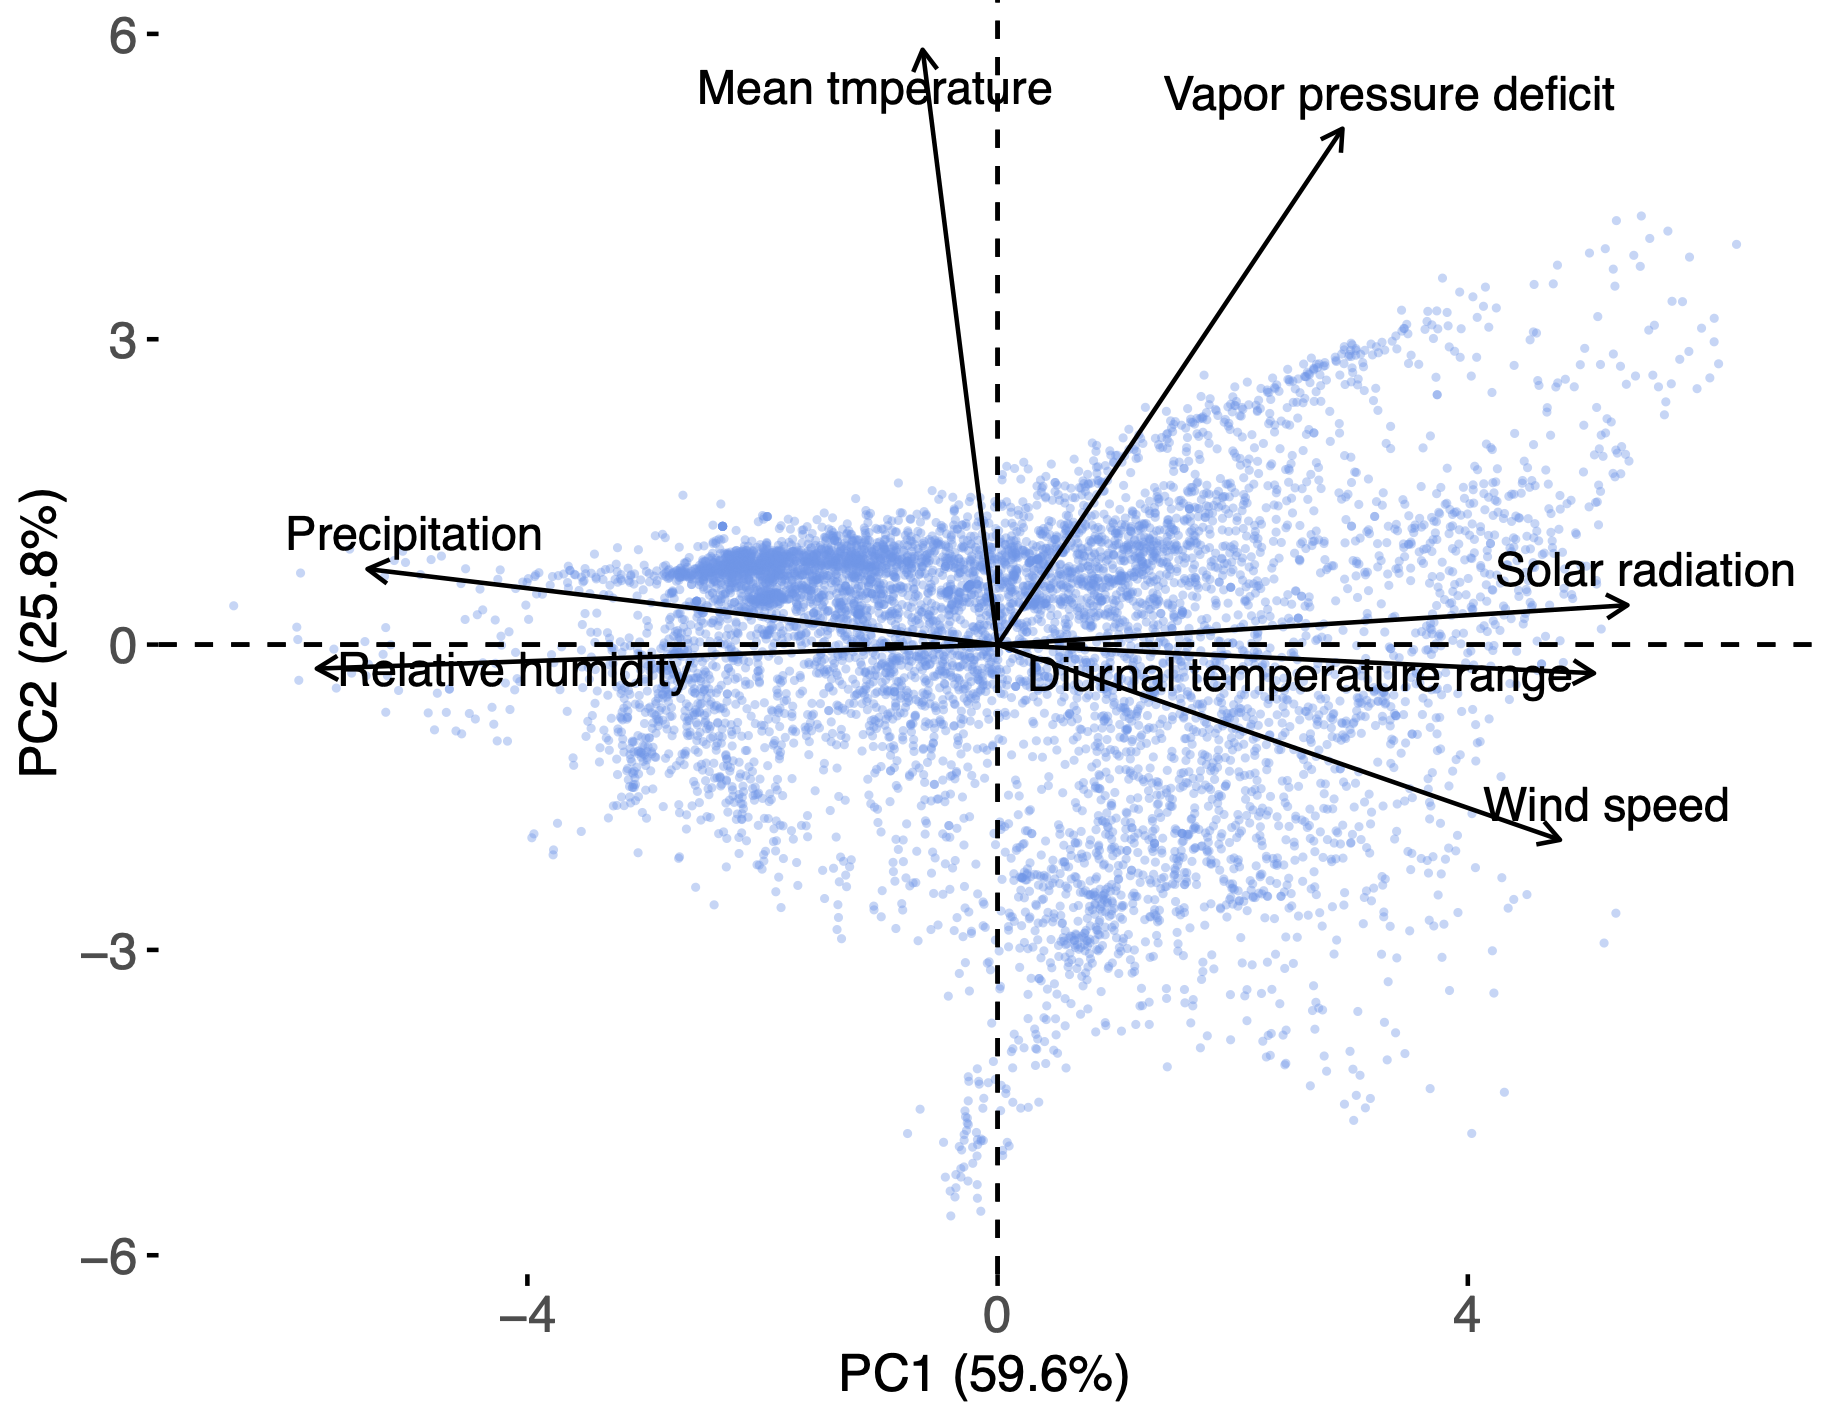 6
Mean tmperature
Vapor pressure deficit
3
Precipitation
Solar radiation
0
Relative humidity
Diurnal temperature range
Wind speed
−3
−6
−4
0
4
PC1 (59.6%)
PC2 (25.8%)